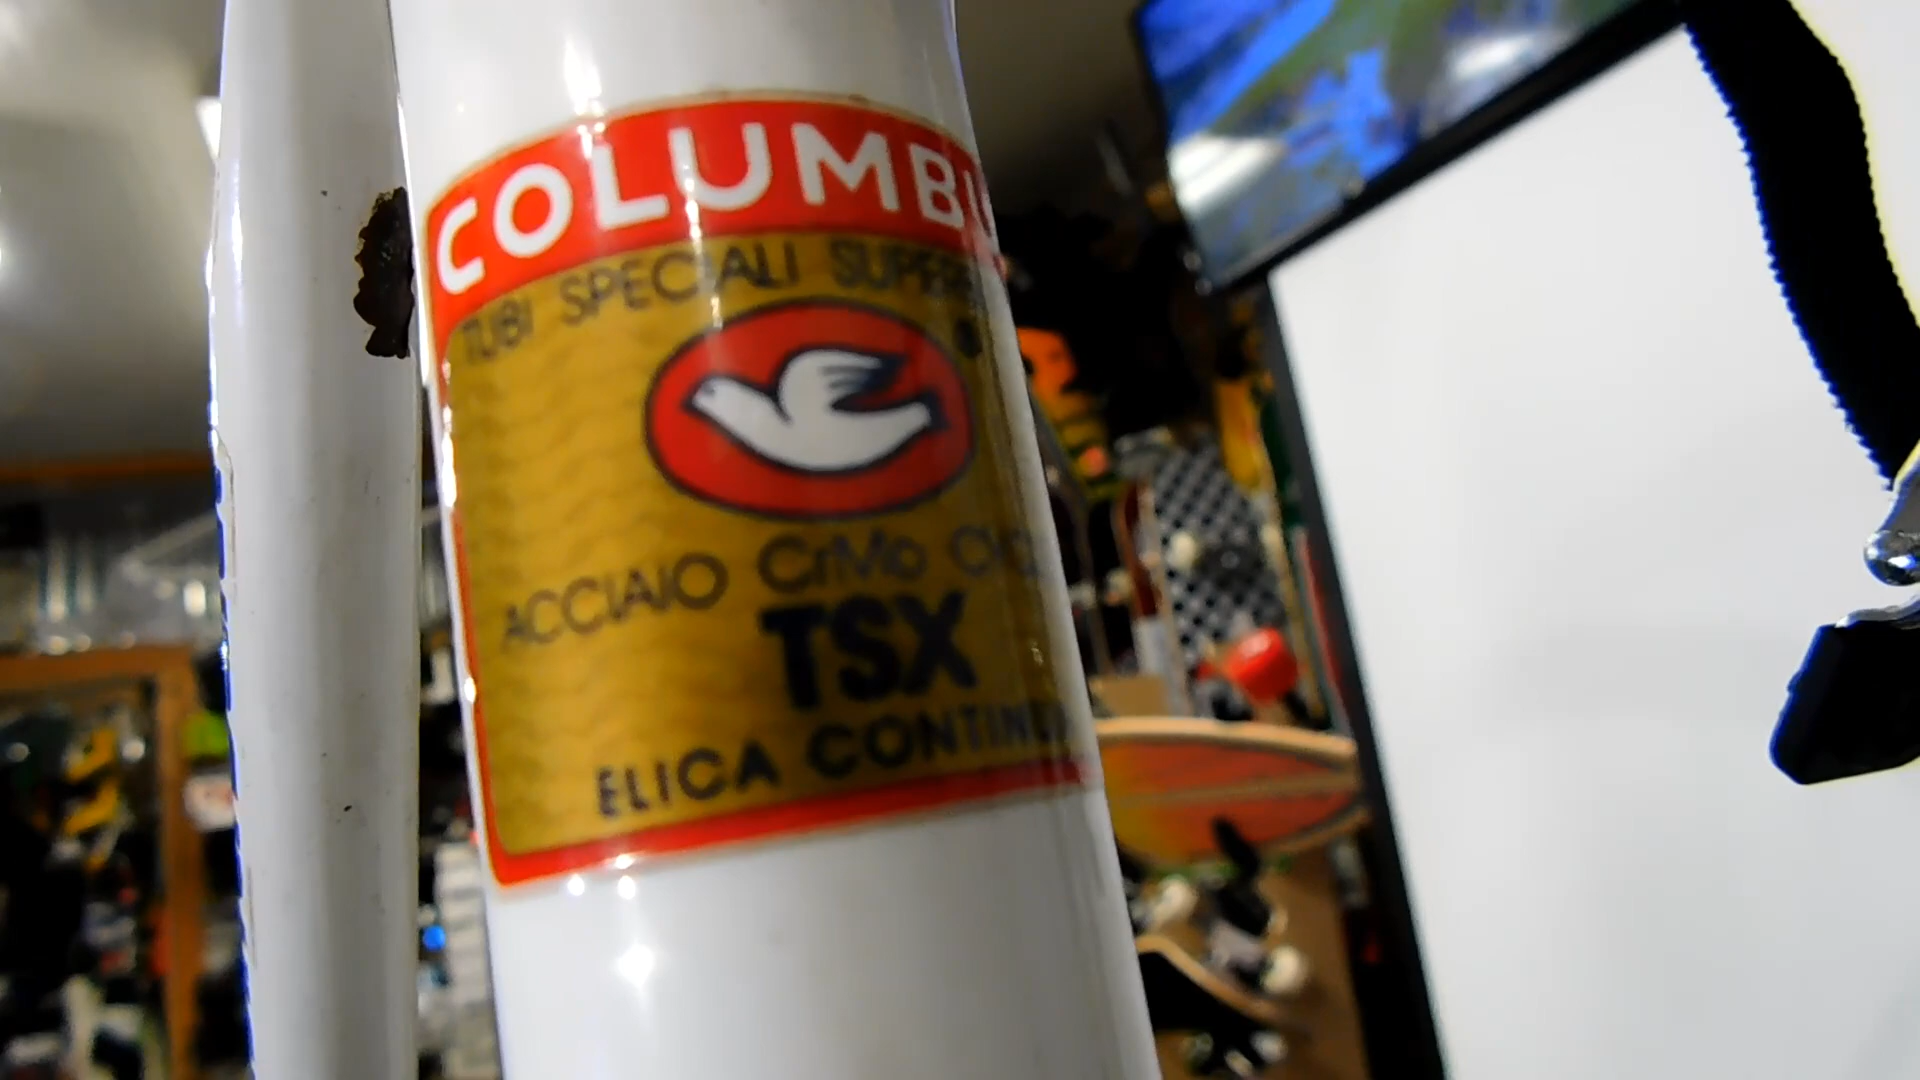 COLUMBU
TUBI SPECIALI SUPER
ACCIAIO CrMo
TSX
ELICA CONTINU